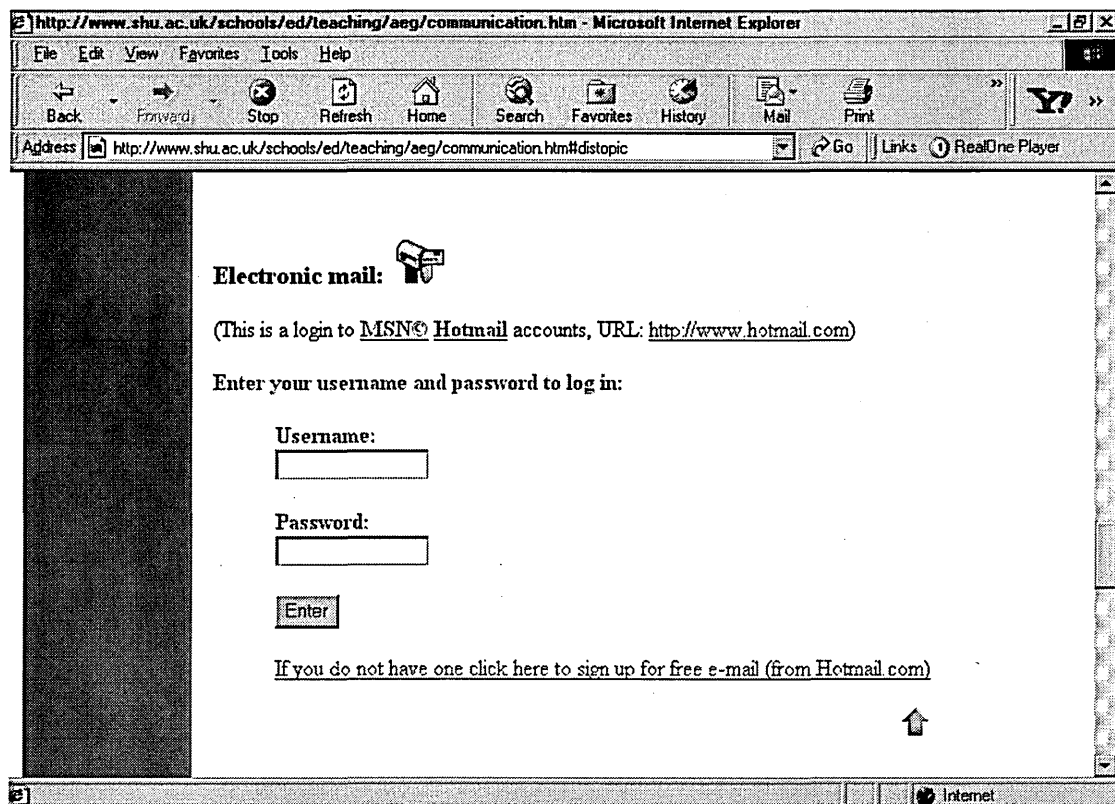 http://www.shu.ac.uk/schools/ed/teaching/aeg/communication.htm - Microsoft Internet Explorer
File Edit View Favorites Tools Help
Back Forward Stop Refresh Home Search Favorites History Mail Print » Y? »
Address http://www.shu.ac.uk/schools/ed/teaching/aeg/communication.htm#distopic Go Links RealOne Player
Electronic mail:
(This is a login to MSN© Hotmail accounts, URL: http://www.hotmail.com)
Enter your username and password to log in:
Username:
Password:
Enter
If you do not have one click here to sign up for free e-mail (from Hotmail.com)
Internet